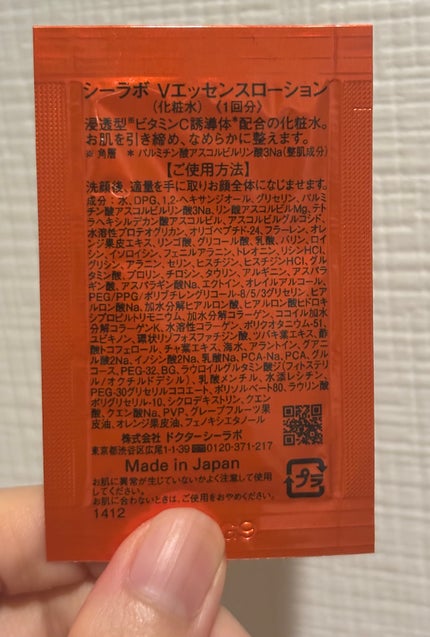 シーラボ Vエッセンスローション
(化粧水) 〈1回分〉
浸透型※ビタミンC誘導体*配合の化粧水。
お肌を引き締め、なめらかに整えます。
※ 角層 * パルミチン酸アスコルビルリン酸3Na(整肌成分)
【ご使用方法】
洗顔後、適量を手に取りお顔全体になじませます。
成分：水、DPG、1,2-ヘキサンジオール、グリセリン、パルミ
チン酸アスコルビルリン酸3Na、リン酸アスコルビルMg、テト
ラヘキシルデカン酸アスコルビル、アスコルビルグルコシド、
水溶性プロテオグリカン、オリゴペプチド-24、フラーレン、オレ
ンジ果皮エキス、リンゴ酸、グリコール酸、乳酸、バリン、ロイ
シン、イソロイシン、フェニルアラニン、トレオニン、リシンHCl、
グリシン、アラニン、セリン、ヒスチジン、ヒスチジンHCl、グル
タミン酸、プロリン、チロシン、タウリン、アルギニン、アスパラ
ギン酸、アスパラギン酸Na、エクトイン、オレイルアルコール、
PEG/PPG/ポリブチレングリコール-8/5/3グリセリン、ヒア
ルロン酸Na、加水分解ヒアルロン酸、ヒアルロン酸ヒドロキ
シプロピルトリモニウム、加水分解コラーゲン、ココイル加水
分解コラーゲンK、水溶性コラーゲン、ポリクオタニウム-51、
ユビキノン、環状リゾホスファチジン酸、ツバキ葉エキス、酢
酸トコフェロール、チャ葉エキス、海水、アラントイン、グアニ
ル酸2Na、イノシン酸2Na、乳酸Na、PCA-Na、PCA、グル
コース、PEG-32、BG、ラウロイルグルタミン酸ジ(フィトステリ
ル/オクチルドデシル)、乳酸メンチル、水添レシチン、
PEG-30グリセリルココエート、ポリソルベート80、ラウリン酸
ポリグリセリル-10、シクロデキストリン、クエン
酸、クエン酸Na、PVP、グレープフルーツ果
皮油、オレンジ果皮油、フェノキシエタノール
株式会社 ドクターシーラボ
東京都渋谷区広尾1-1-39 0120-371-217
Made in Japan
お肌に異常が生じていないかよく注意して使用
してください。
お肌に合わないときは、ご使用をおやめください。
1412
プラ